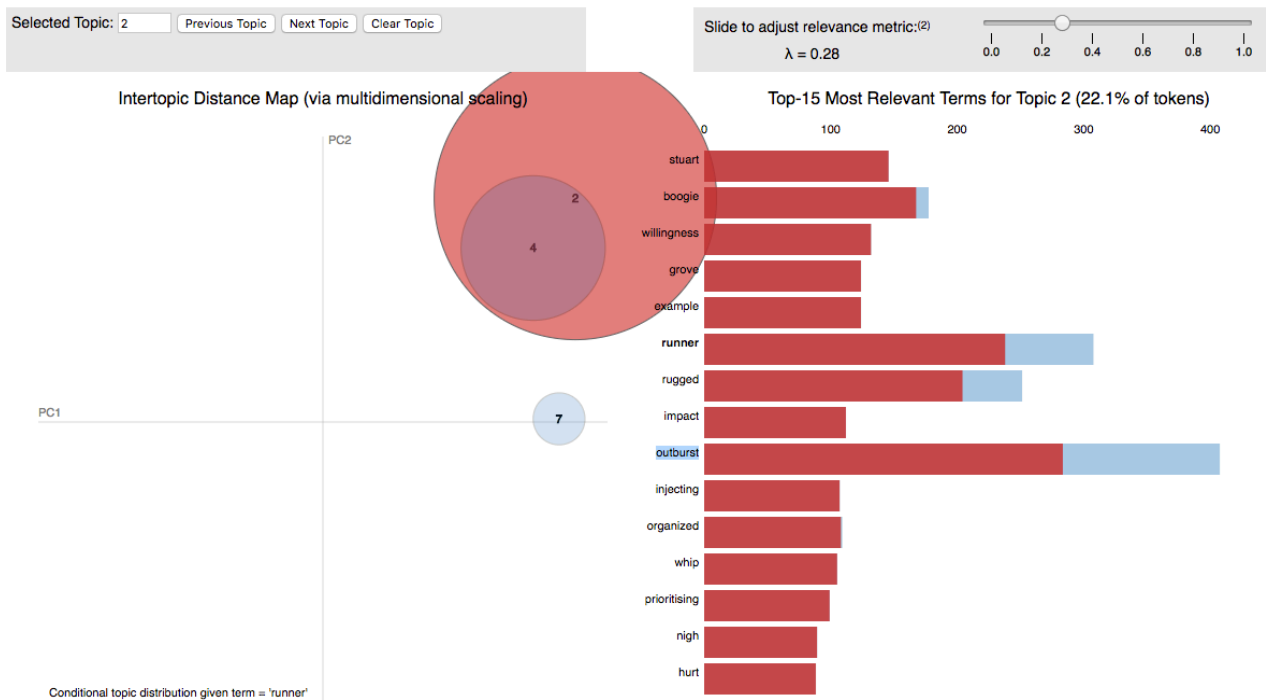 Selected Topic: 2 Previous Topic Next Topic Clear Topic
Slide to adjust relevance metric:(2)
λ = 0.28
0.0 0.2 0.4 0.6 0.8 1.0
Intertopic Distance Map (via multidimensional scaling)
PC2
2
4
PC1
7
Conditional topic distribution given term = 'runner'
Top-15 Most Relevant Terms for Topic 2 (22.1% of tokens)
0 100 200 300 400
stuart
boogie
willingness
grove
example
runner
rugged
impact
outburst
injecting
organized
whip
prioritising
nigh
hurt